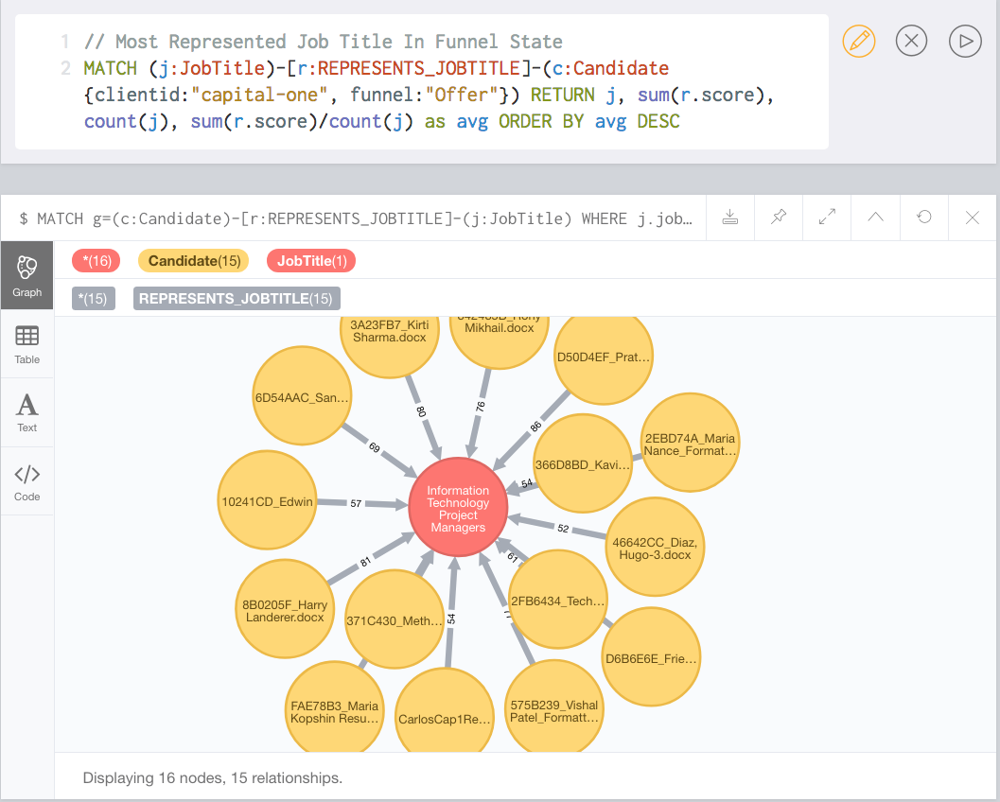 1 // Most Represented Job Title In Funnel State
2 MATCH (j:JobTitle)-[r:REPRESENTS_JOBTITLE]-(c:Candidate
{clientid:"capital-one", funnel:"Offer"}) RETURN j, sum(r.score),
count(j), sum(r.score)/count(j) as avg ORDER BY avg DESC
$ MATCH g=(c:Candidate)-[r:REPRESENTS_JOBTITLE]-(j:JobTitle) WHERE j.job…
*(16) Candidate(15) JobTitle(1)
Graph
*(15) REPRESENTS_JOBTITLE(15)
Table
Text
Code
3A23FB7_Kirti
Sharma.docx
Mikhail.docx
D50D4EF_Prat…
6D54AAC_San…
80
76
86
69
366D8BD_Kavi…
2EBD74A_Maria
Nance_Format…
54
10241CD_Edwin
57
Information
Technology
Project
Managers
52
46642CC_Diaz,
Hugo-3.docx
81
61
8B0205F_Harry
Landerer.docx
371C430_Meth…
54
2FB6434_Tech…
D6B6E6E_Frie…
FAE78B3_Maria
Kopshin Resu…
CarlosCap1Re…
575B239_Vishal
Patel_Formatt…
Displaying 16 nodes, 15 relationships.